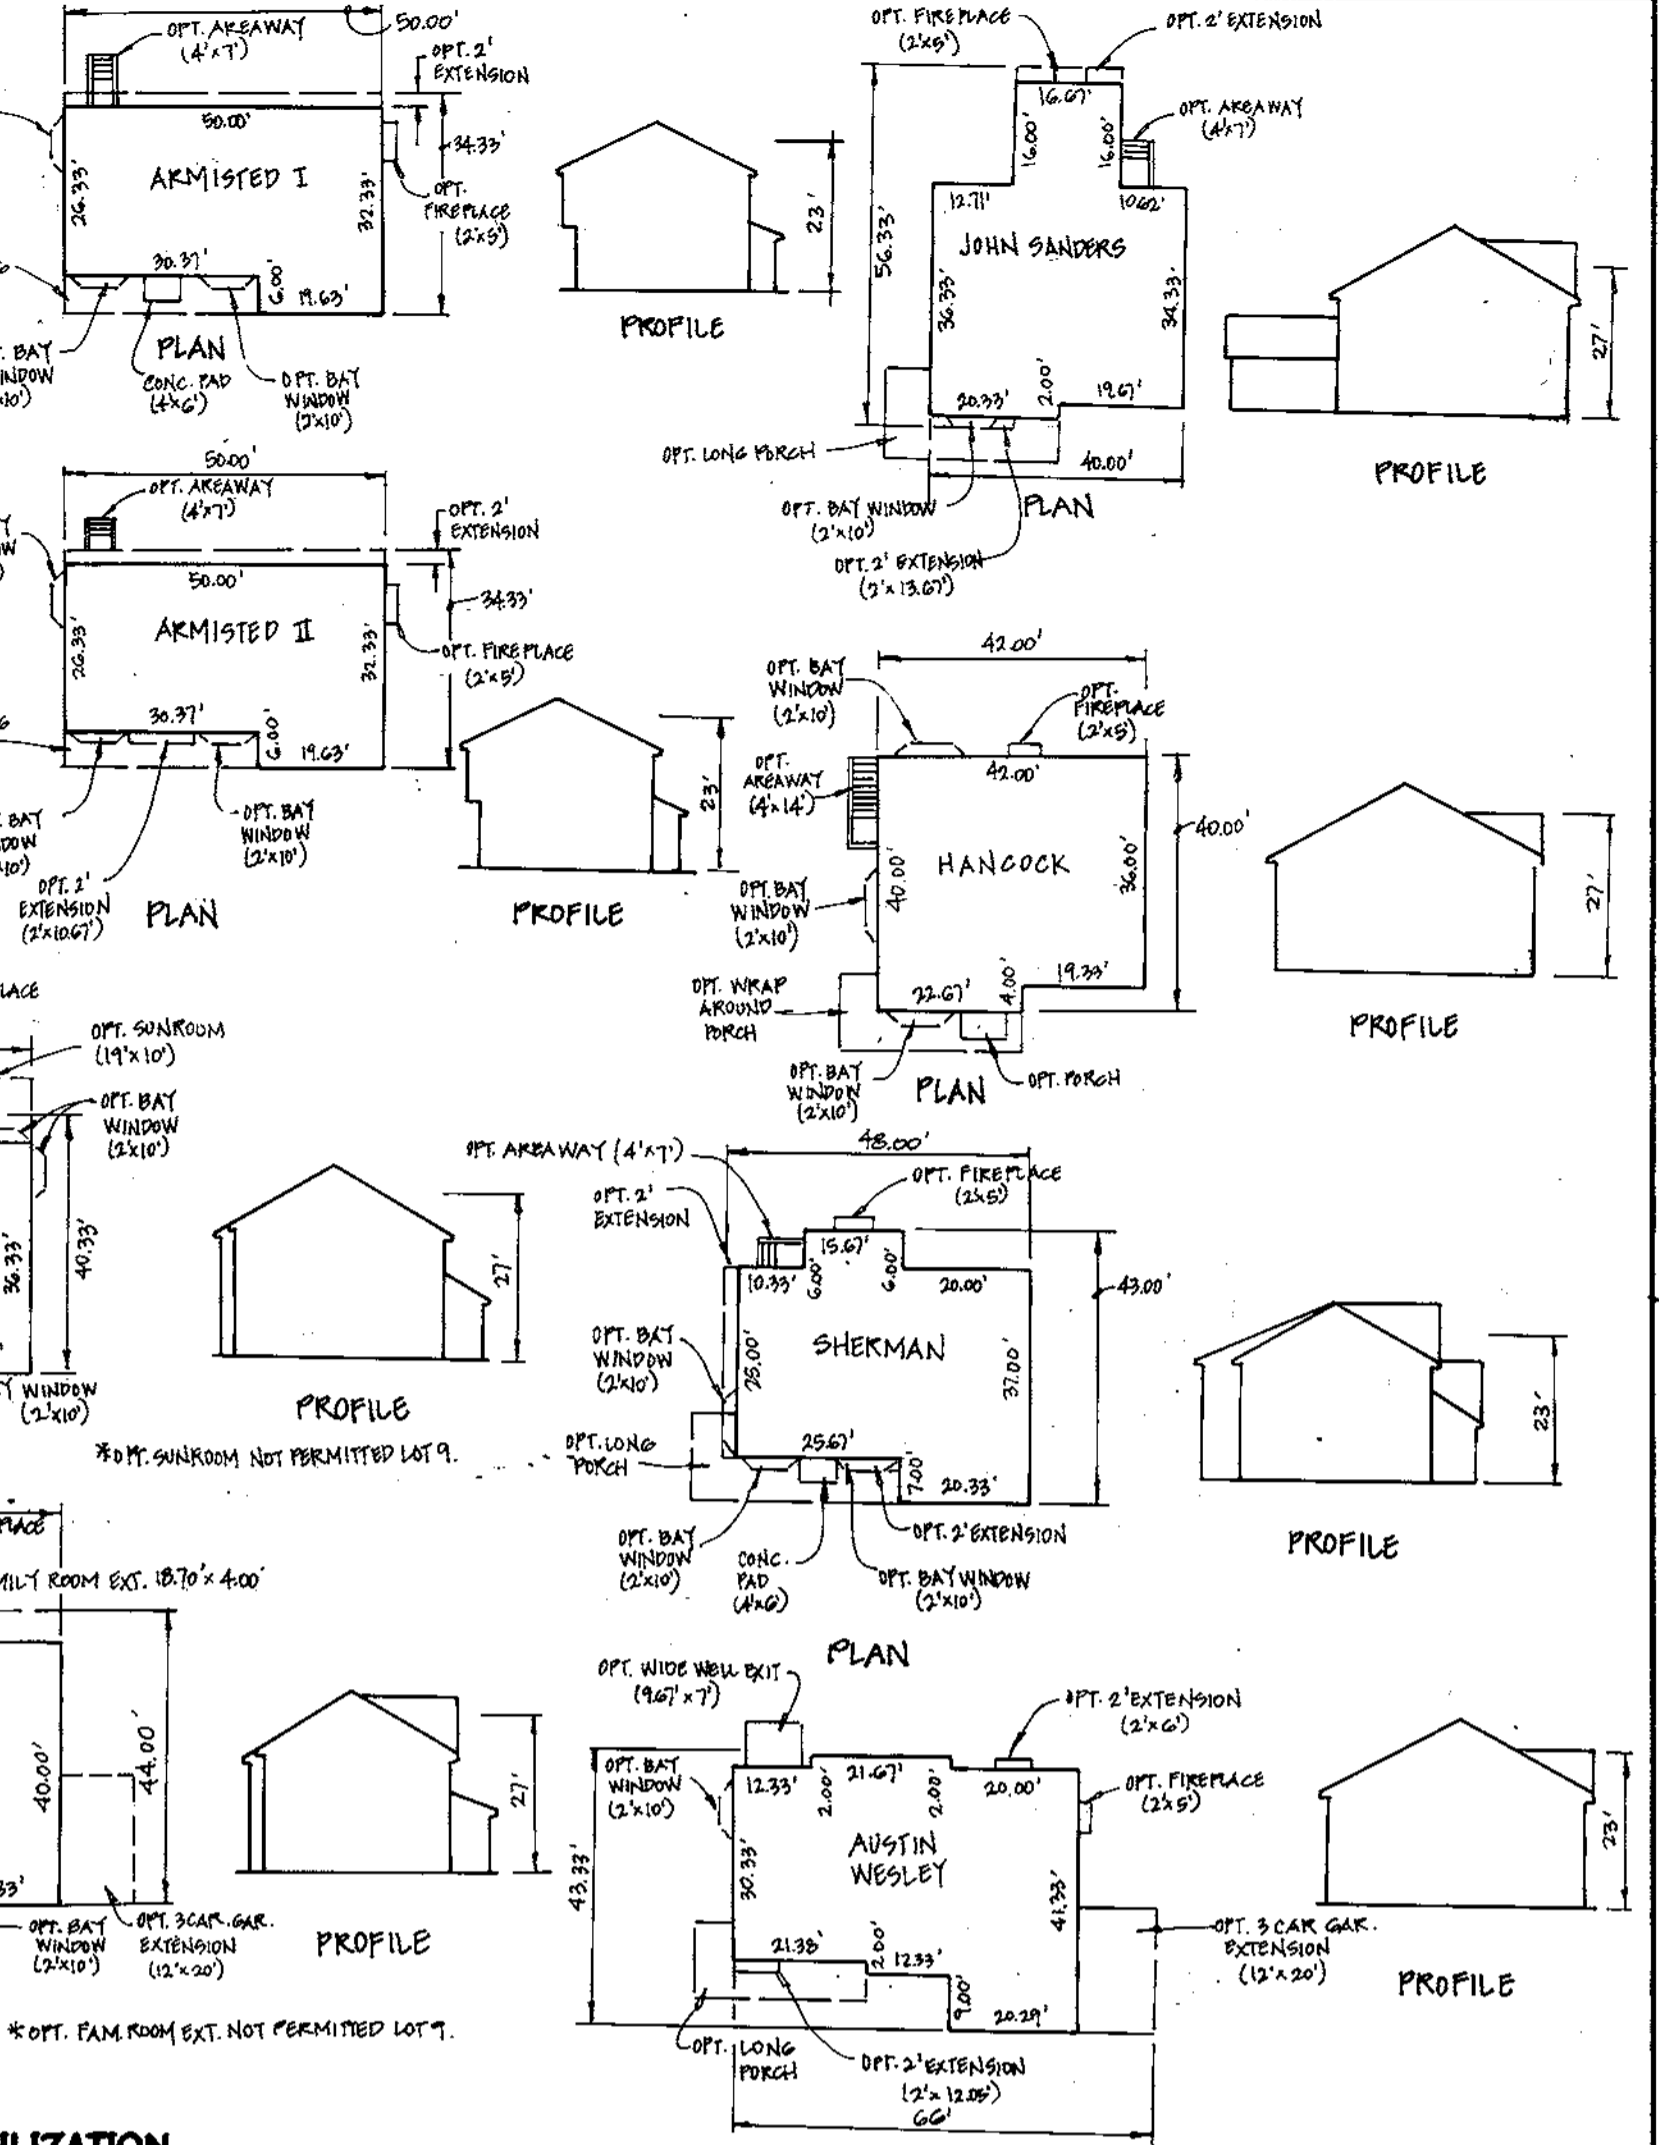 50.00'
OPT. AREAWAY
(4'x7')
OPT. 2'
EXTENSION
50.00'
34.33'
ARMISTED I
26.33'
32.33'
OPT.
FIREPLACE
(2'x5')
30.37'
6.00'
19.63'
PLAN
BAY
(4'x6')
CONC. PAD
OPT. BAY
WINDOW
(2'x10')
23'
PROFILE
OPT. FIREPLACE
(2'x5')
OPT. 2' EXTENSION
16.67'
16.00'
16.00'
OPT. AREAWAY
(4'x7')
12.71'
10.62'
56.33'
JOHN SANDERS
36.33'
34.33'
20.33'
2.00'
19.67'
OPT. LONG PORCH
40.00'
OPT. BAY WINDOW
(2'x10')
PLAN
OPT. 2' EXTENSION
(2'x13.67')
27'
PROFILE
50.00'
OPT. AREAWAY
(4'x7')
OPT. 2'
EXTENSION
50.00'
34.33'
ARMISTED II
26.33'
32.33'
OPT. FIREPLACE
(2'x5')
30.37'
6.00'
19.63'
BAY
OPT. BAY
WINDOW
(2'x10')
OPT. 2'
EXTENSION
(2'x10.67')
PLAN
23'
PROFILE
42.00'
OPT. BAY
WINDOW
(2'x10')
OPT.
FIREPLACE
(2'x5')
OPT.
AREAWAY
(4'x14')
42.00'
40.00'
HANCOCK
40.00'
36.00'
OPT. BAY
WINDOW
(2'x10')
OPT. WRAP
AROUND
PORCH
22.67'
4.00'
19.33'
OPT. BAY
WINDOW
(2'x10')
PLAN
OPT. PORCH
27'
PROFILE
OPT. SUNROOM
(19'x10')
OPT. BAY
WINDOW
(2'x10')
36.33'
40.33'
WINDOW
(2'x10')
27'
PROFILE
*OPT. SUNROOM NOT PERMITTED LOT 9.
OPT. AREAWAY (4'x7')
48.00'
OPT. FIREPLACE
(2'x5')
OPT. 2'
EXTENSION
15.67'
10.33'
6.00'
6.00'
20.00'
43.00'
OPT. BAY
WINDOW
(2'x10')
25.00'
SHERMAN
37.00'
OPT. LONG
PORCH
25.67'
7.00'
20.33'
OPT. BAY
WINDOW
(2'x10')
CONC.
PAD
(4'x6')
OPT. 2' EXTENSION
OPT. BAY WINDOW
(2'x10')
PLAN
23'
PROFILE
ROOM EXT. 18.70'x 4.00'
40.00'
44.00'
OPT. BAY
WINDOW
(2'x10')
OPT. 3 CAR. GAR.
EXTENSION
(12'x20')
27'
PROFILE
*OPT. FAM. ROOM EXT. NOT PERMITTED LOT 9.
OPT. WIDE WELL EXIT
(9.67'x7')
OPT. 2' EXTENSION
(2'x6')
OPT. BAY
WINDOW
(2'x10')
12.33'
2.00'
21.67'
2.00'
20.00'
OPT. FIREPLACE
(2'x5')
43.33'
30.33'
AUSTIN
WESLEY
41.33'
21.38'
2.00'
12.33'
9.00'
20.29'
OPT. 3 CAR GAR.
EXTENSION
(12'x20')
OPT. LONG
PORCH
OPT. 2' EXTENSION
(2'x12.05')
66'
23'
PROFILE